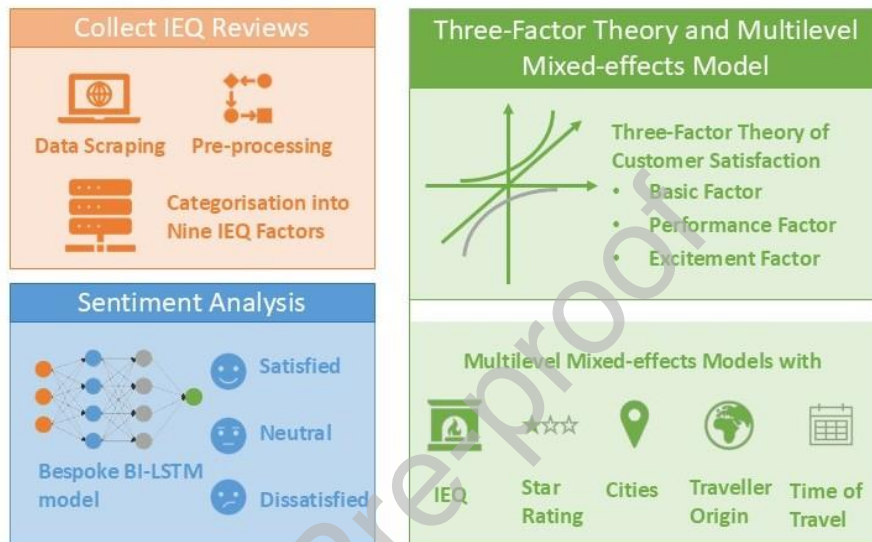 Collect IEQ Reviews
Data Scraping
Pre-processing
Categorisation into
Nine IEQ Factors
Sentiment Analysis
Satisfied
Neutral
Dissatisfied
Bespoke BI-LSTM
model
Three-Factor Theory and Multilevel
Mixed-effects Model
Three-Factor Theory of
Customer Satisfaction
• Basic Factor
• Performance Factor
• Excitement Factor
Multilevel Mixed-effects Models with
IEQ
Star
Rating
Cities
Traveller
Origin
Time of
Travel
re-proof